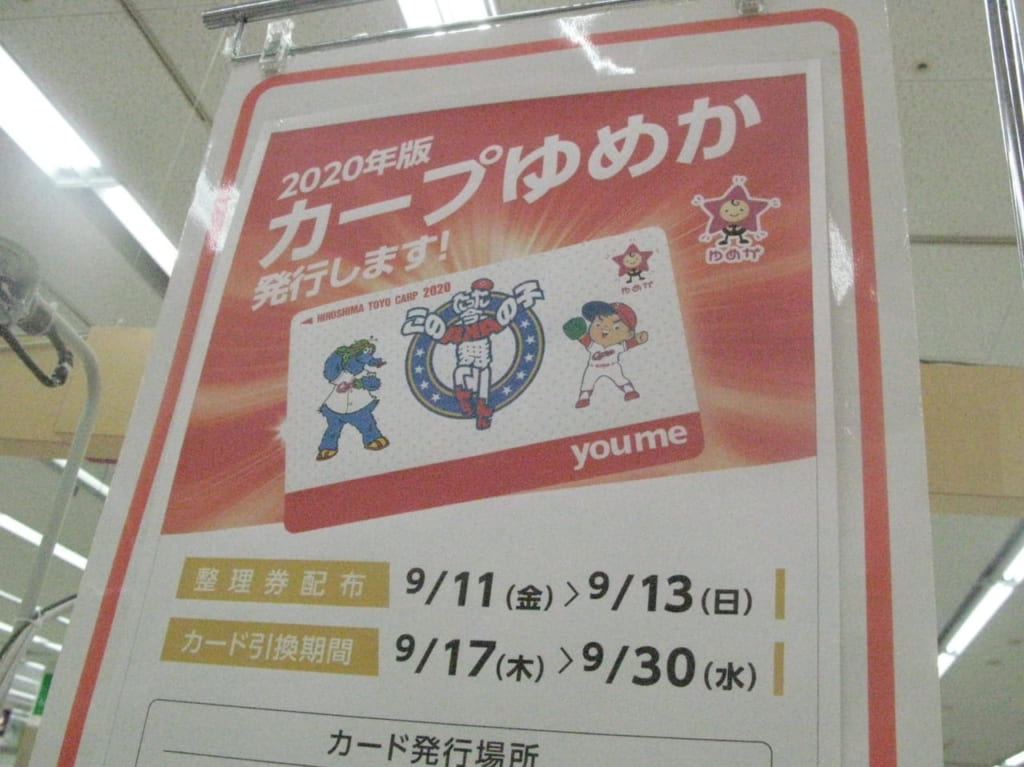 2020年版
カープゆめか
発行します!
ゆめか
HIROSHIMA TOYO CARP 2020
ゆめか
youme
整理券配布 9/11(金)>9/13(日)
カード引換期間 9/17(木)>9/30(水)
カード発行場所